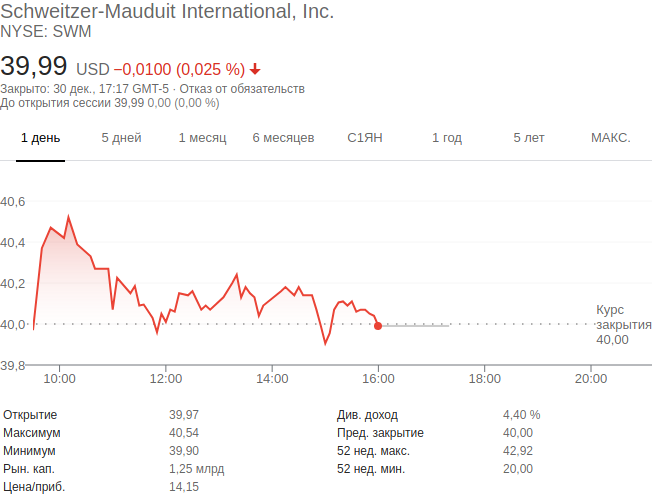 Schweitzer-Mauduit International, Inc.
NYSE: SWM
39,99 USD −0,0100 (0,025 %)
Закрыто: 30 дек., 17:17 GMT-5 · Отказ от обязательств
До открытия сессии 39,99 0,00 (0,00 %)
1 день 5 дней 1 месяц 6 месяцев С1ЯН 1 год 5 лет МАКС.
40,6
40,4
40,2
40,0
39,8
Курс
закрытия
40,00
10:00 12:00 14:00 16:00 18:00 20:00
Открытие 39,97 Див. доход 4,40 %
Максимум 40,54 Пред. закрытие 40,00
Минимум 39,90 52 нед. макс. 42,92
Рын. кап. 1,25 млрд 52 нед. мин. 20,00
Цена/приб. 14,15